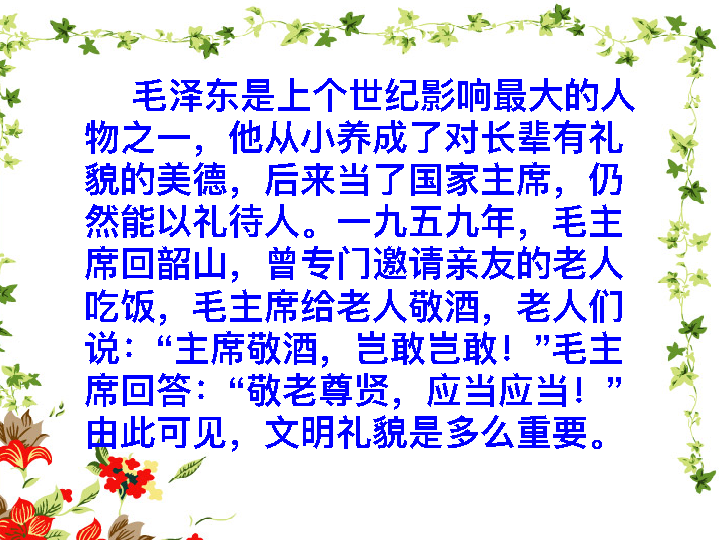 毛泽东是上个世纪影响最大的人
物之一，他从小养成了对长辈有礼
貌的美德，后来当了国家主席，仍
然能以礼待人。一九五九年，毛主
席回韶山，曾专门邀请亲友的老人
吃饭，毛主席给老人敬酒，老人们
说：“主席敬酒，岂敢岂敢！”毛主
席回答：“敬老尊贤，应当应当！”
由此可见，文明礼貌是多么重要。